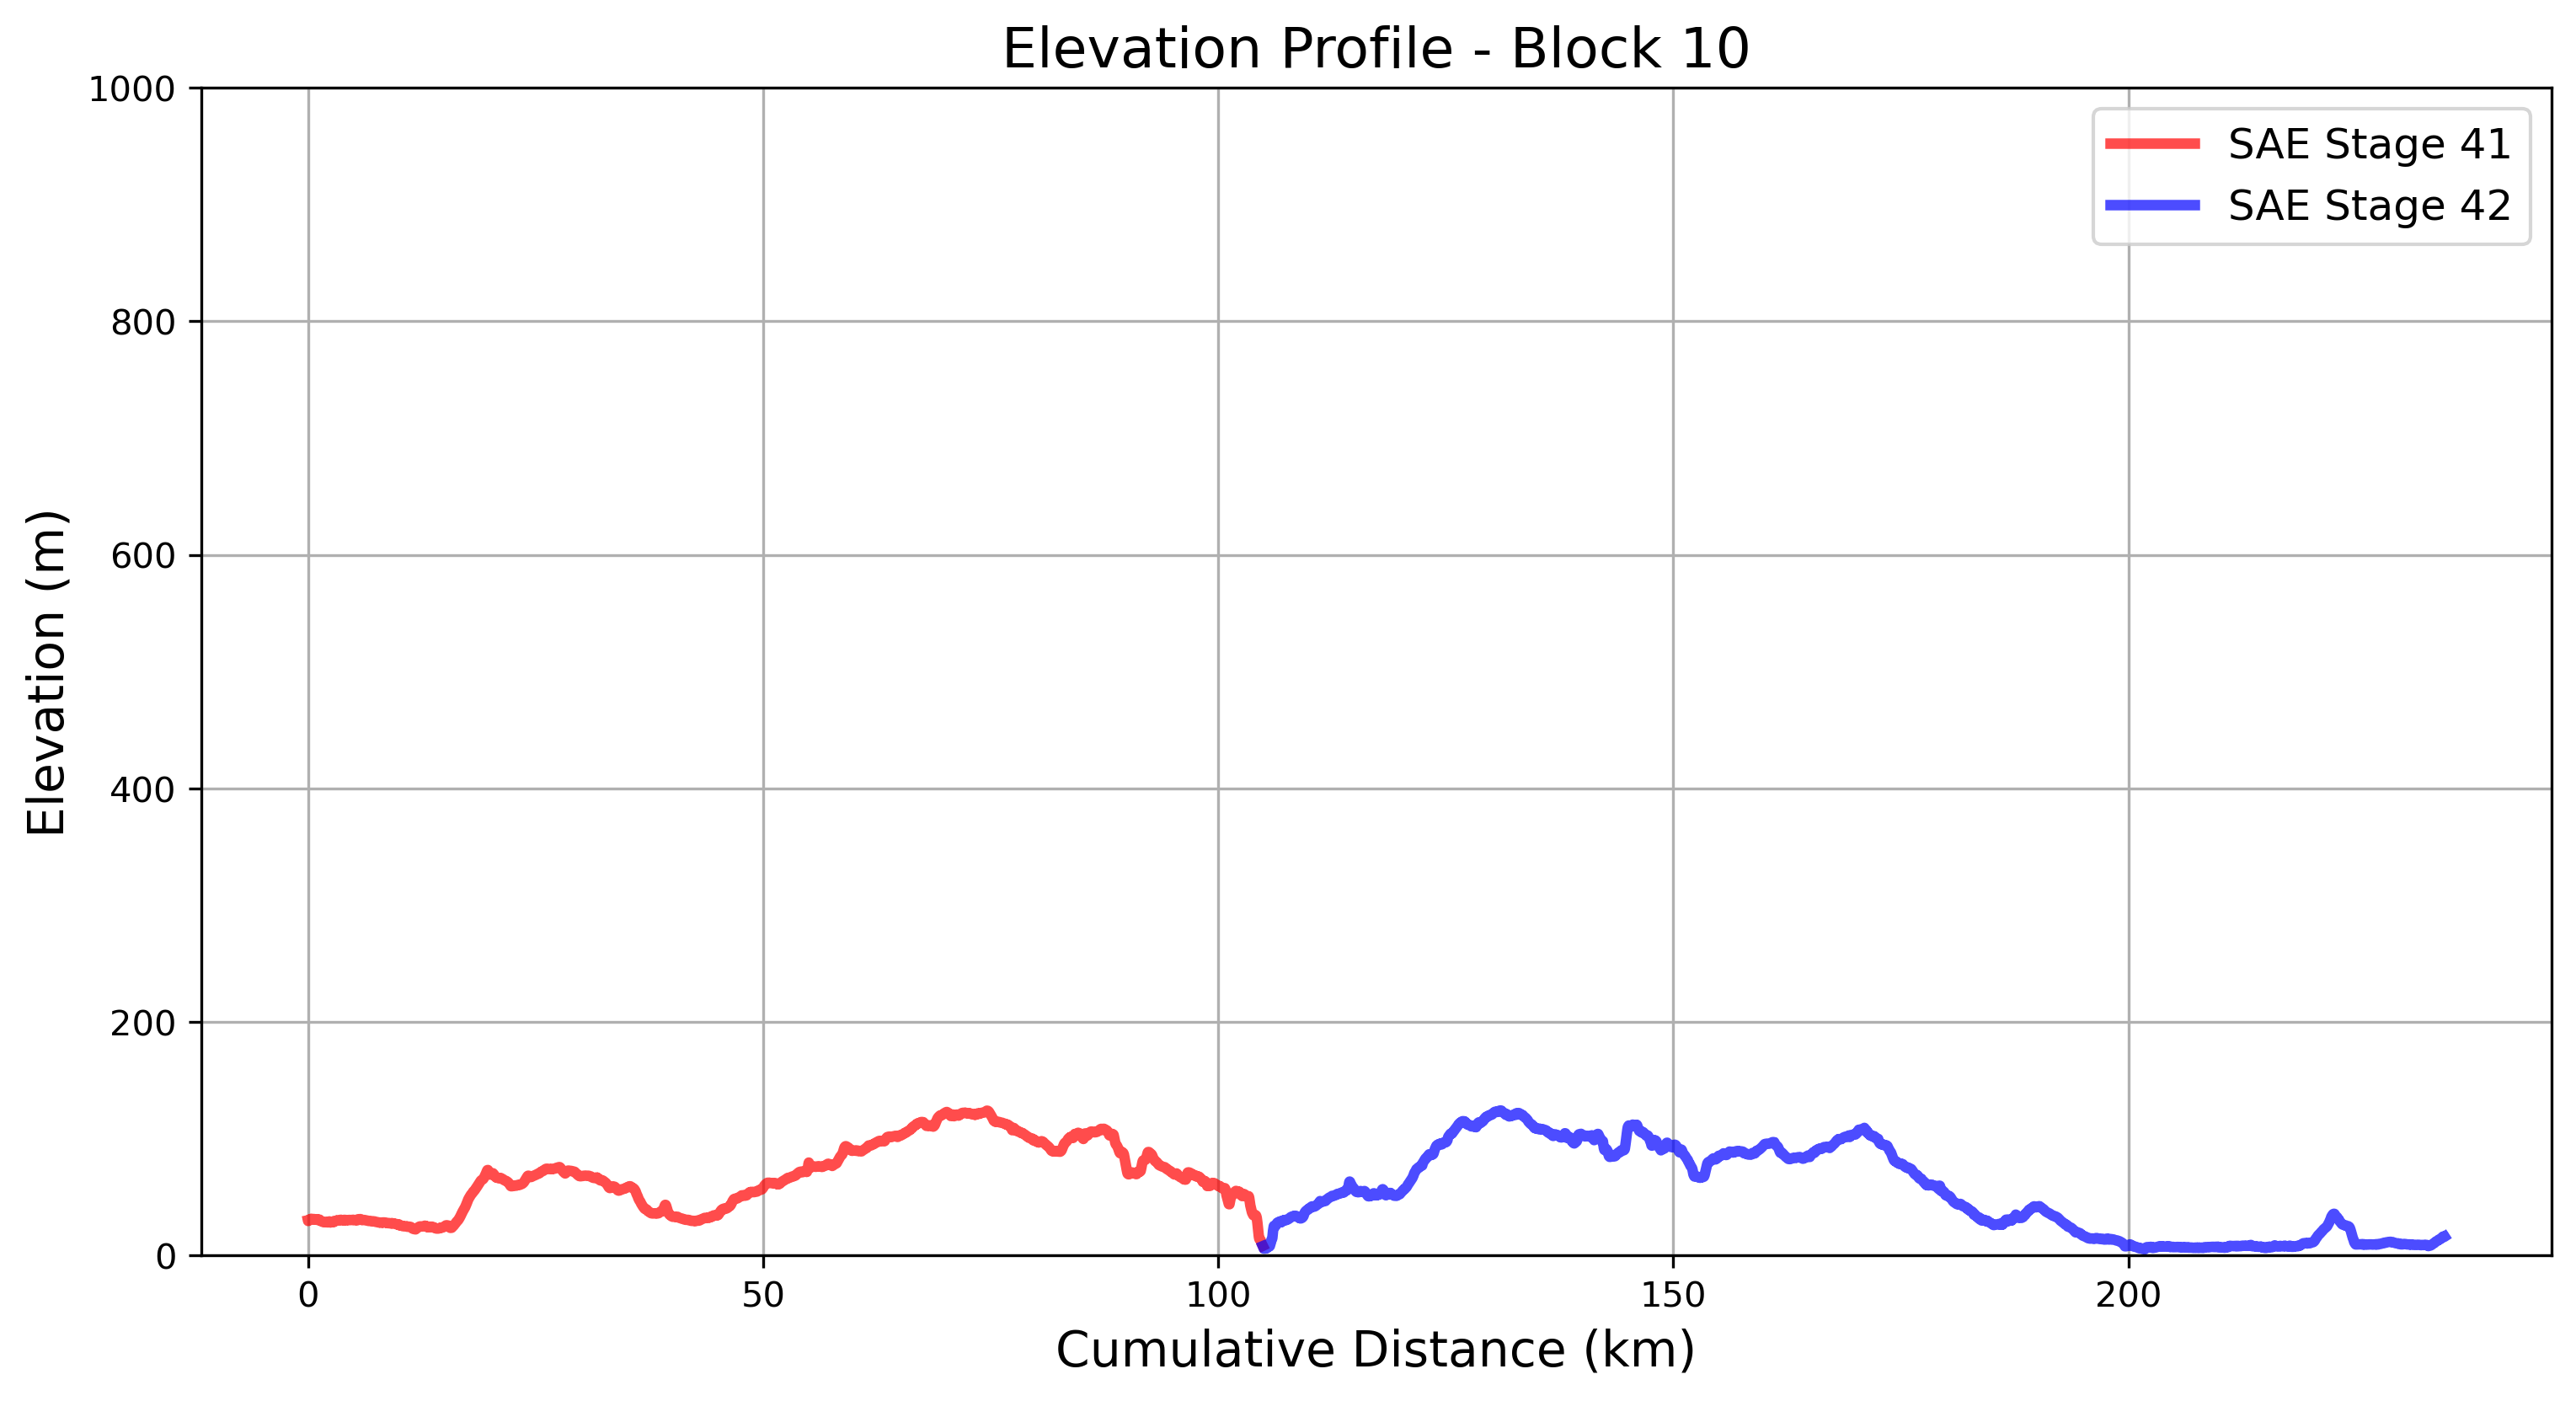 Elevation Profile - Block 10
SAE Stage 41
SAE Stage 42
Elevation (m)
1000
800
600
400
200
0
0 50 100 150 200
Cumulative Distance (km)